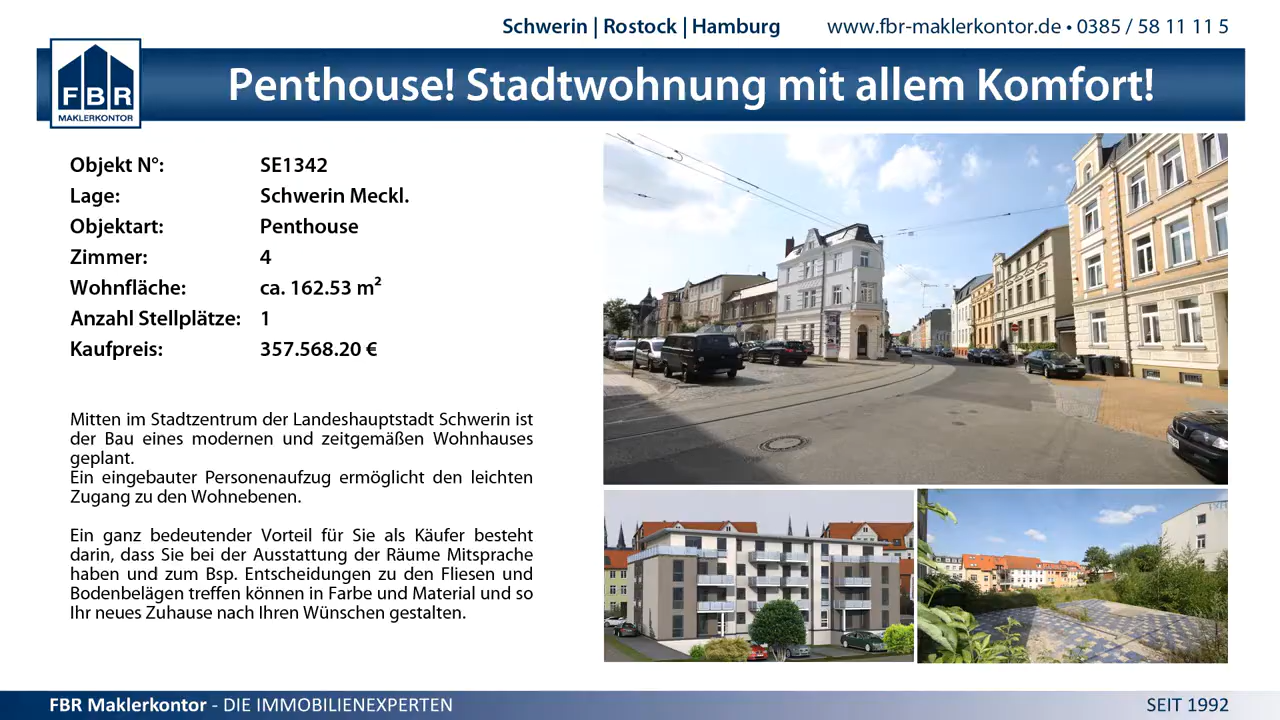 Schwerin | Rostock | Hamburg
www.fbr-maklerkontor.de • 0385 / 58 11 11 5
FBR
MAKLERKONTOR
Penthouse! Stadtwohnung mit allem Komfort!
Objekt N°: SE1342
Lage: Schwerin Meckl.
Objektart: Penthouse
Zimmer: 4
Wohnfläche: ca. 162.53 m²
Anzahl Stellplätze: 1
Kaufpreis: 357.568.20 €
Mitten im Stadtzentrum der Landeshauptstadt Schwerin ist
der Bau eines modernen und zeitgemäßen Wohnhauses
geplant.
Ein eingebauter Personenaufzug ermöglicht den leichten
Zugang zu den Wohnebenen.
Ein ganz bedeutender Vorteil für Sie als Käufer besteht
darin, dass Sie bei der Ausstattung der Räume Mitsprache
haben und zum Bsp. Entscheidungen zu den Fliesen und
Bodenbelägen treffen können in Farbe und Material und so
Ihr neues Zuhause nach Ihren Wünschen gestalten.
FBR Maklerkontor - DIE IMMOBILIENEXPERTEN
SEIT 1992